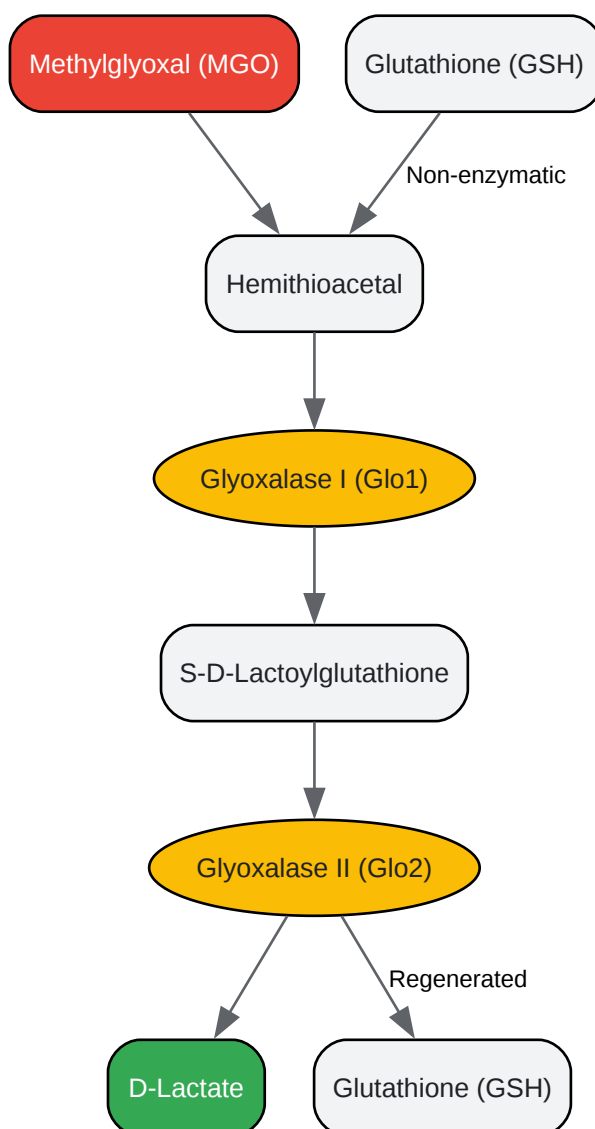 Methylglyoxal (MGO)
Glutathione (GSH)
Non-enzymatic
Hemithioacetal
Glyoxalase I (Glo1)
S-D-Lactoylglutathione
Glyoxalase II (Glo2)
Regenerated
D-Lactate
Glutathione (GSH)